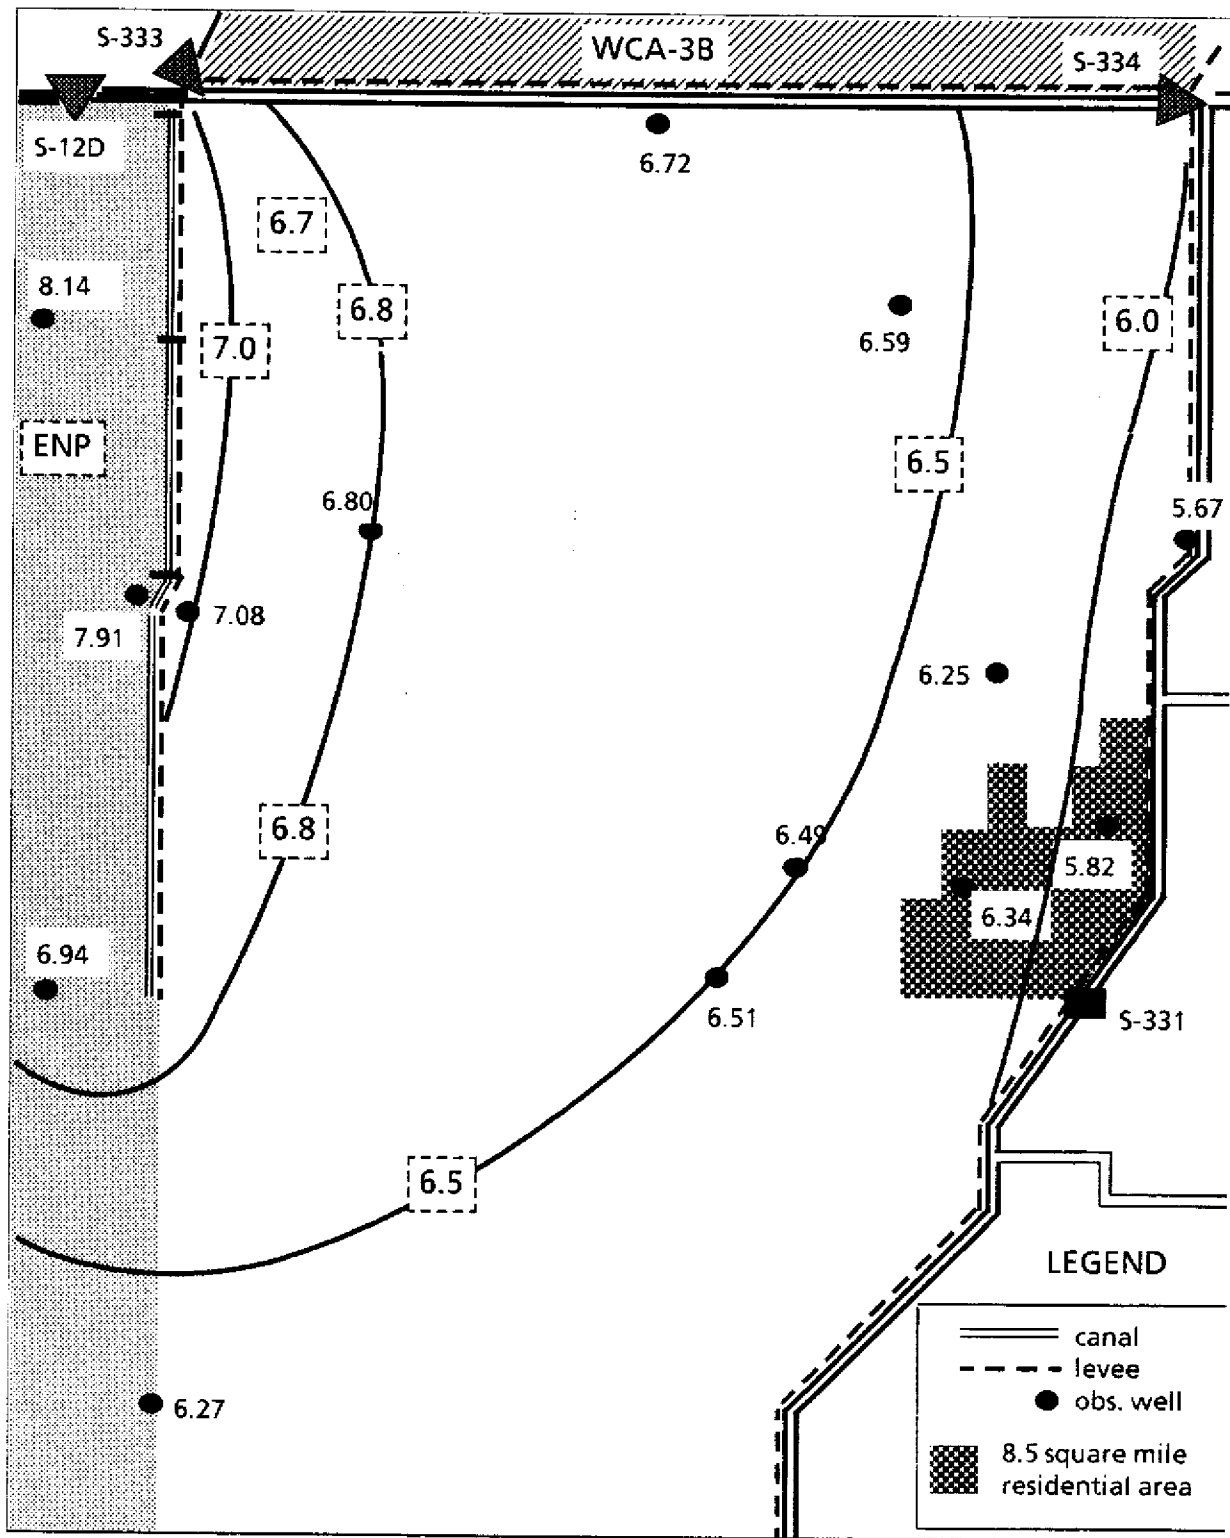 S-333
WCA-3B
S-334
S-12D
6.72
6.7
8.14
6.8
6.0
7.0
6.59
ENP
6.5
6.80
5.67
7.08
7.91
6.25
6.8
6.49
5.82
6.34
6.94
6.51
S-331
6.5
LEGEND
canal
levee
obs. well
8.5 square mile
residential area
6.27